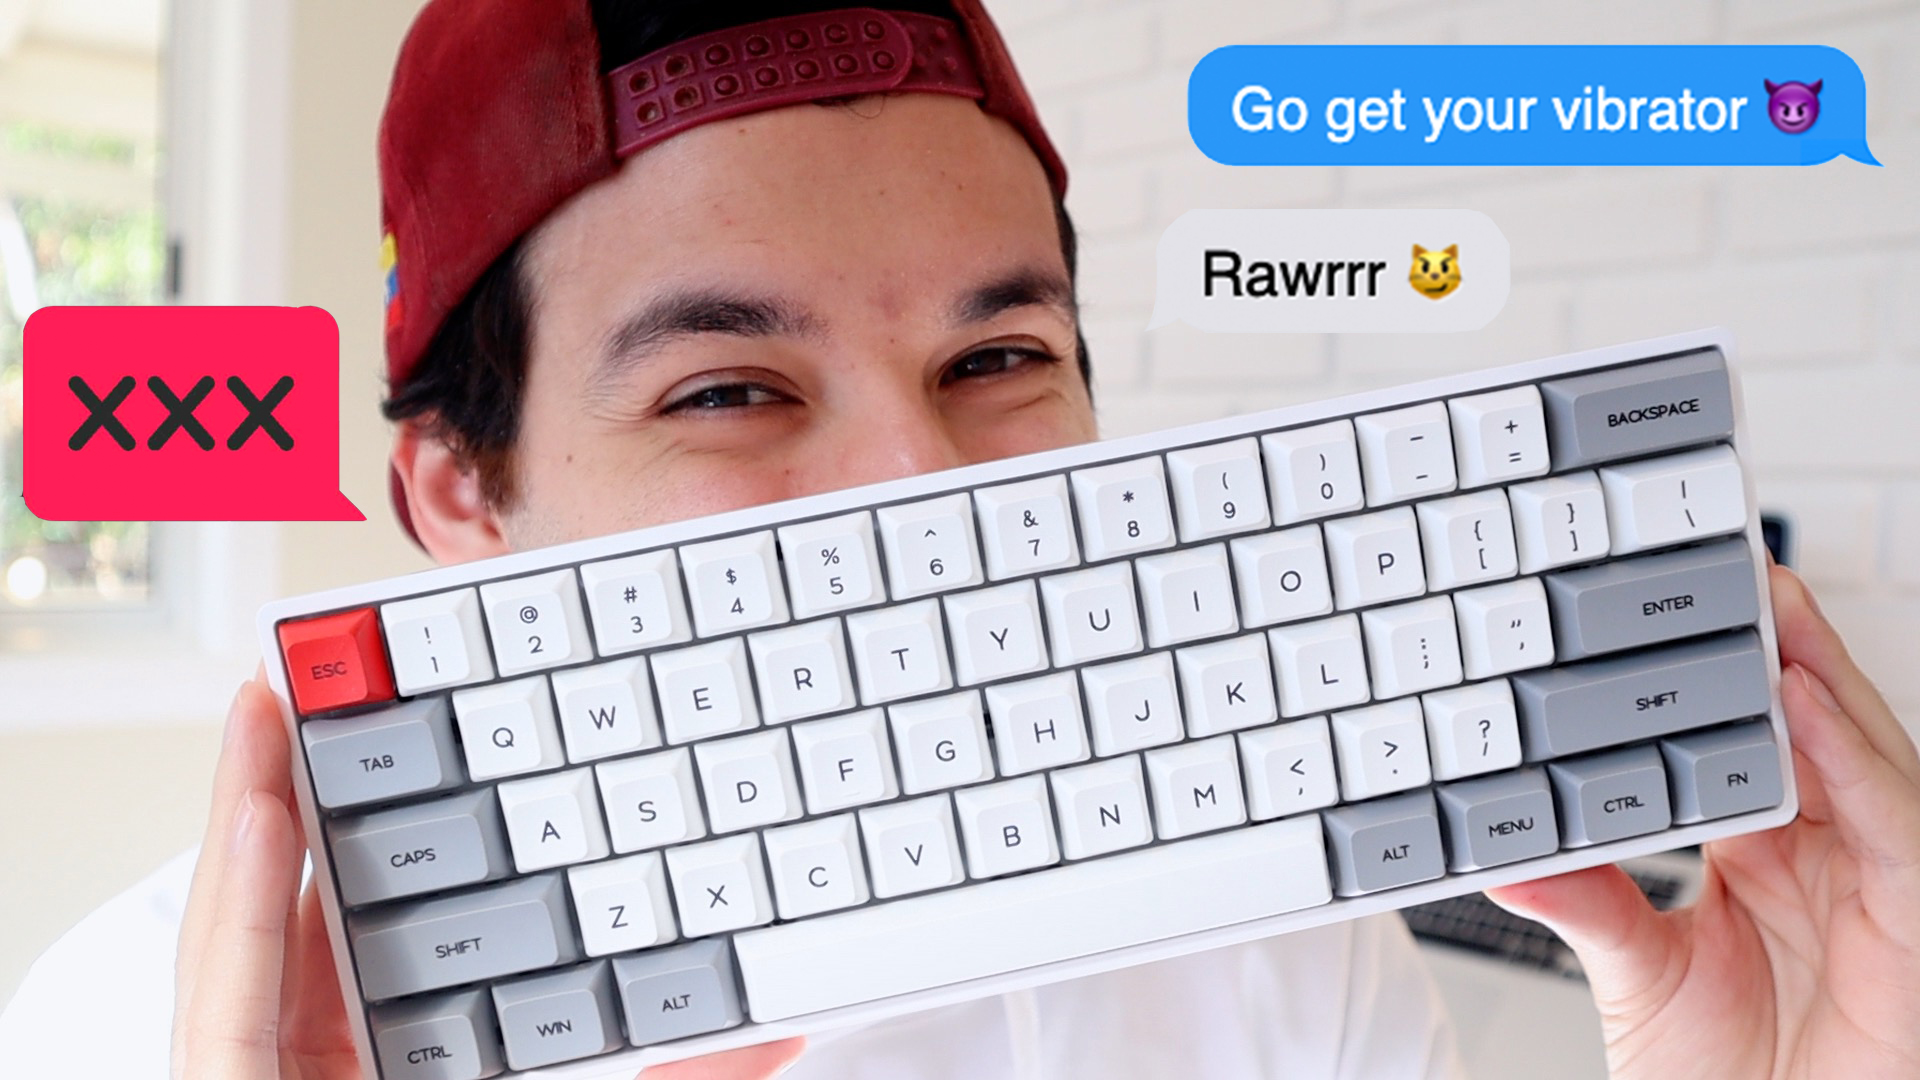 Go get your vibrator 😈
Rawrrr 😼
XXX
ESC ! 1 @ 2 # 3 $ 4 % 5 ^ 6 & 7 * 8 ( 9 ) 0 – _ + = BACKSPACE
TAB Q W E R T Y U I O P { [ } ] | \
CAPS A S D F G H J K L : ; " , ENTER
SHIFT Z X C V B N M < , > . ? / SHIFT
CTRL WIN ALT ALT MENU CTRL FN